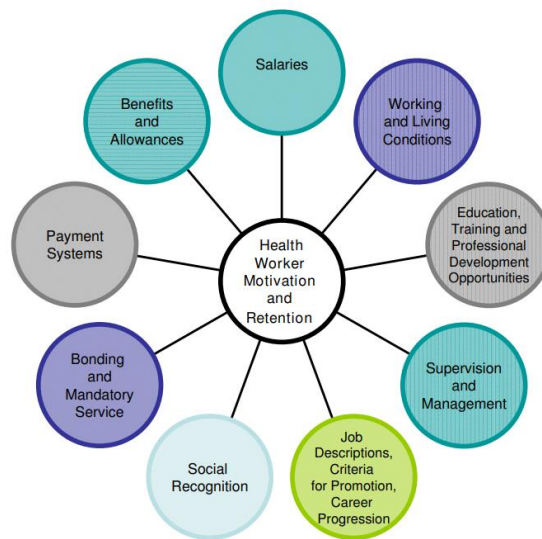 Salaries
Benefits
and
Allowances
Working
and Living
Conditions
Payment
Systems
Health
Worker
Motivation
and
Retention
Education,
Training and
Professional
Development
Opportunities
Bonding
and
Mandatory
Service
Supervision
and
Management
Social
Recognition
Job
Descriptions,
Criteria
for Promotion,
Career
Progression